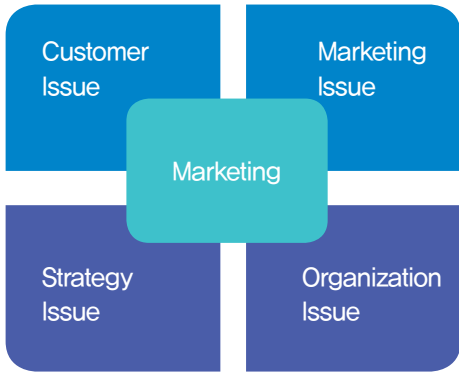 Customer
Issue
Marketing
Issue
Marketing
Strategy
Issue
Organization
Issue